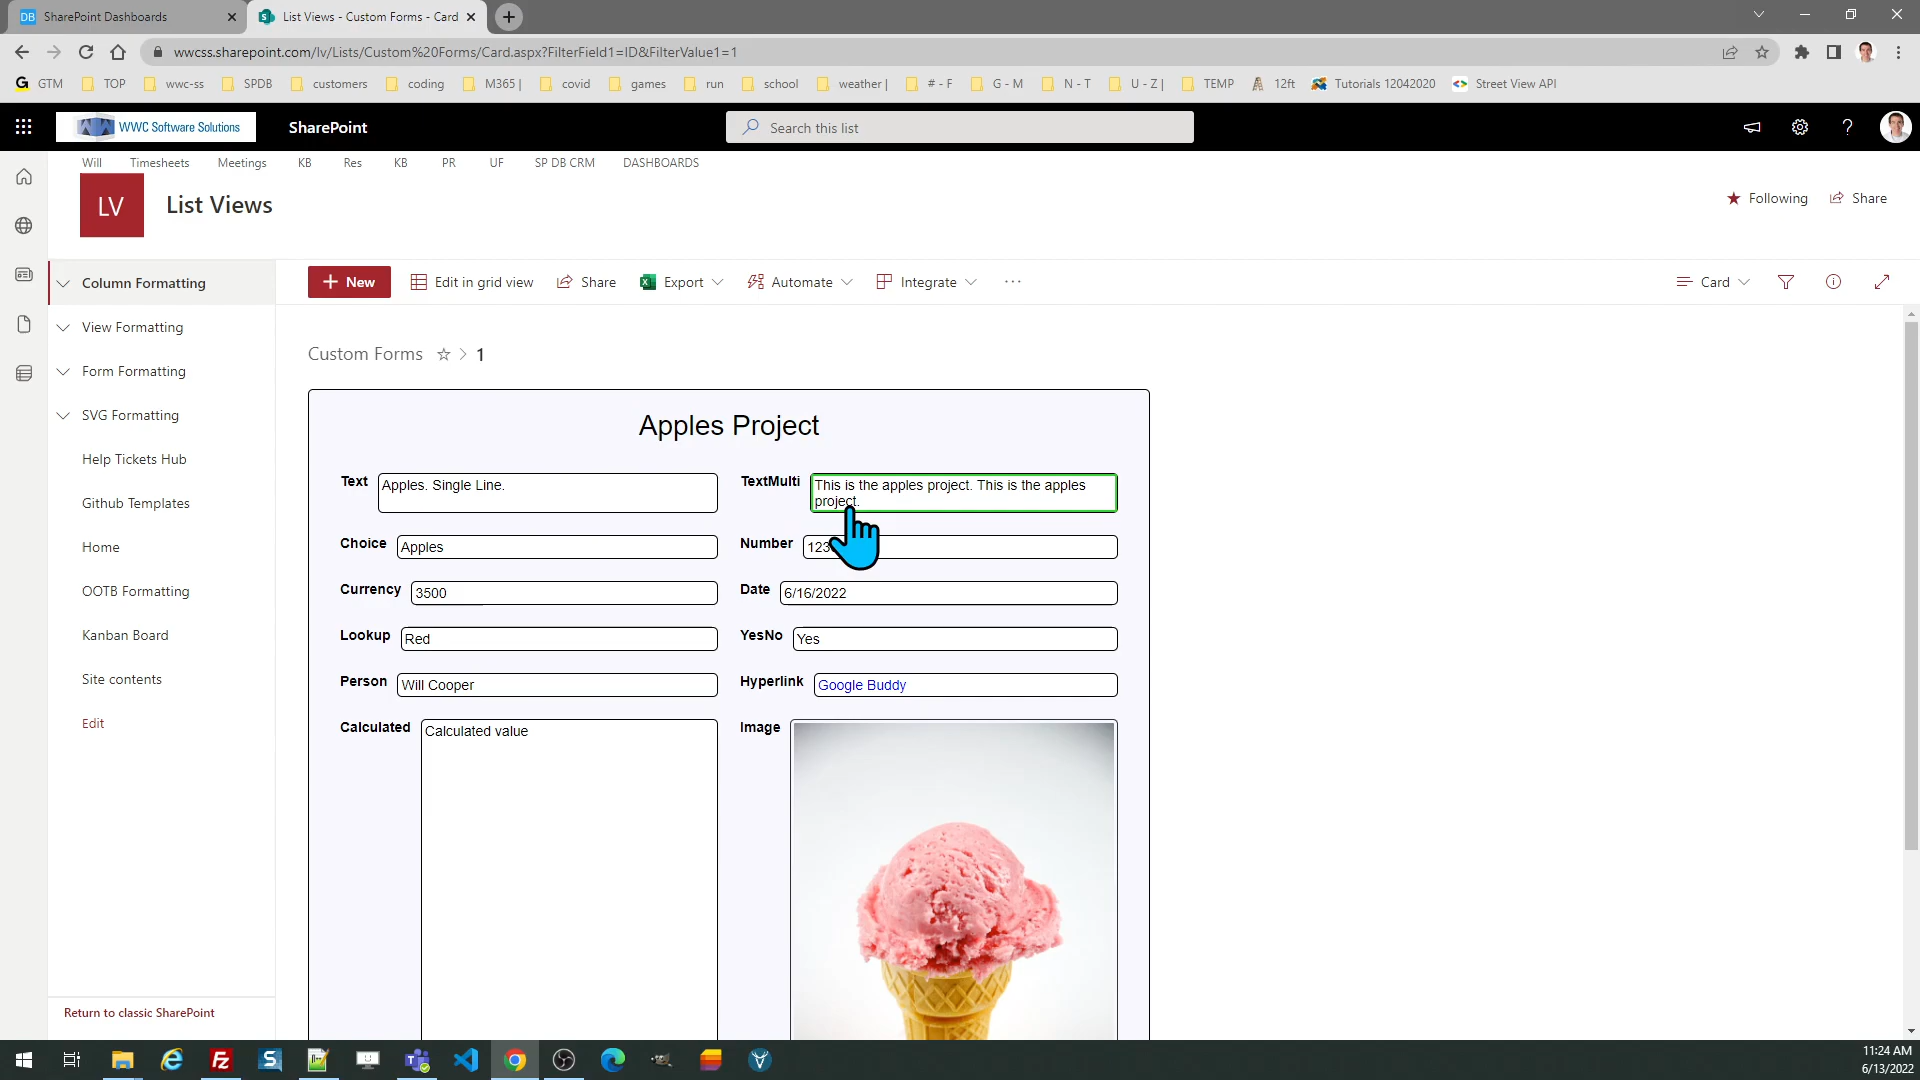 DB SharePoint Dashboards
List Views - Custom Forms - Card
wwcss.sharepoint.com/lv/Lists/Custom%20Forms/Card.aspx?FilterField1=ID&FilterValue1=1
G GTM TOP wwc-ss SPDB customers coding M365 | covid games run school weather | # - F G - M N - T U - Z | TEMP 12ft Tutorials 12042020 Street View API
WWC Software Solutions SharePoint Search this list
Will Timesheets Meetings KB Res KB PR UF SP DB CRM DASHBOARDS
LV List Views Following Share
Column Formatting
View Formatting
Form Formatting
SVG Formatting
Help Tickets Hub
Github Templates
Home
OOTB Formatting
Kanban Board
Site contents
Edit
Return to classic SharePoint
+ New Edit in grid view Share Export Automate Integrate ... Card
Custom Forms > 1
Apples Project
Text Apples. Single Line.
TextMulti This is the apples project. This is the apples
project.
Choice Apples
Number 123
Currency 3500
Date 6/16/2022
Lookup Red
YesNo Yes
Person Will Cooper
Hyperlink Google Buddy
Calculated Calculated value
Image
11:24 AM
6/13/2022